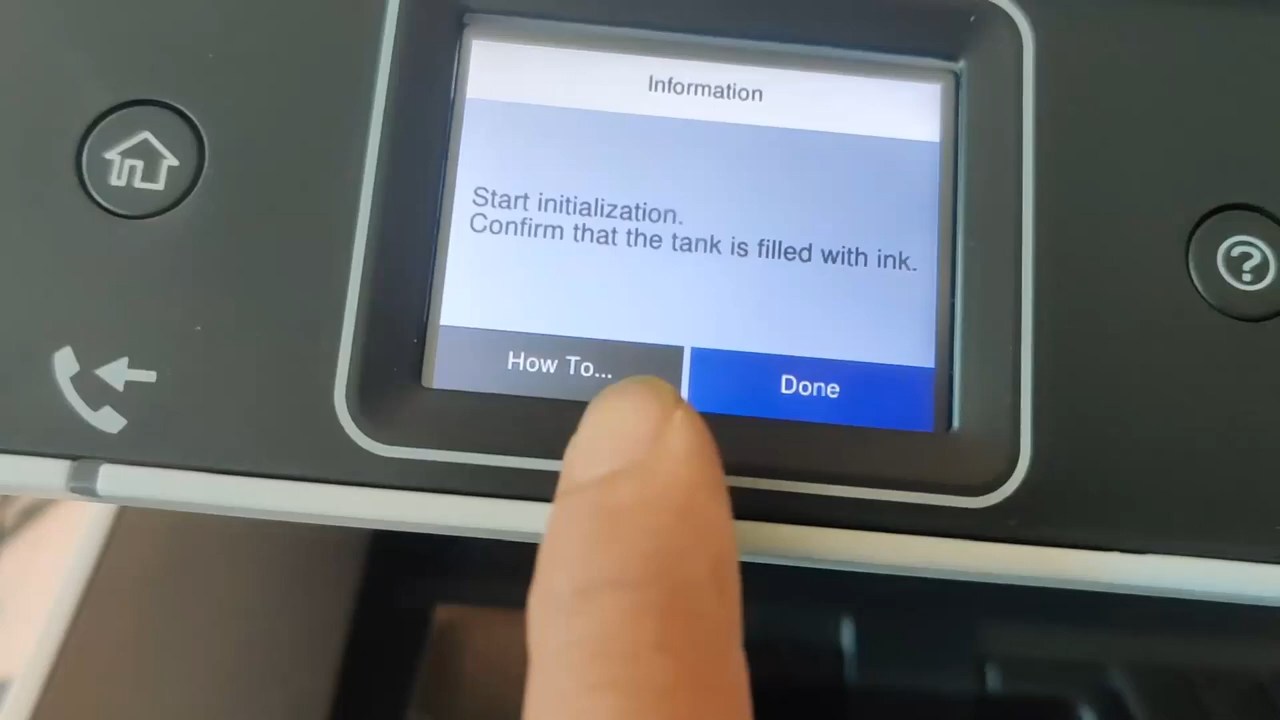 Information
Start initialization.
Confirm that the tank is filled with ink.
How To...
Done